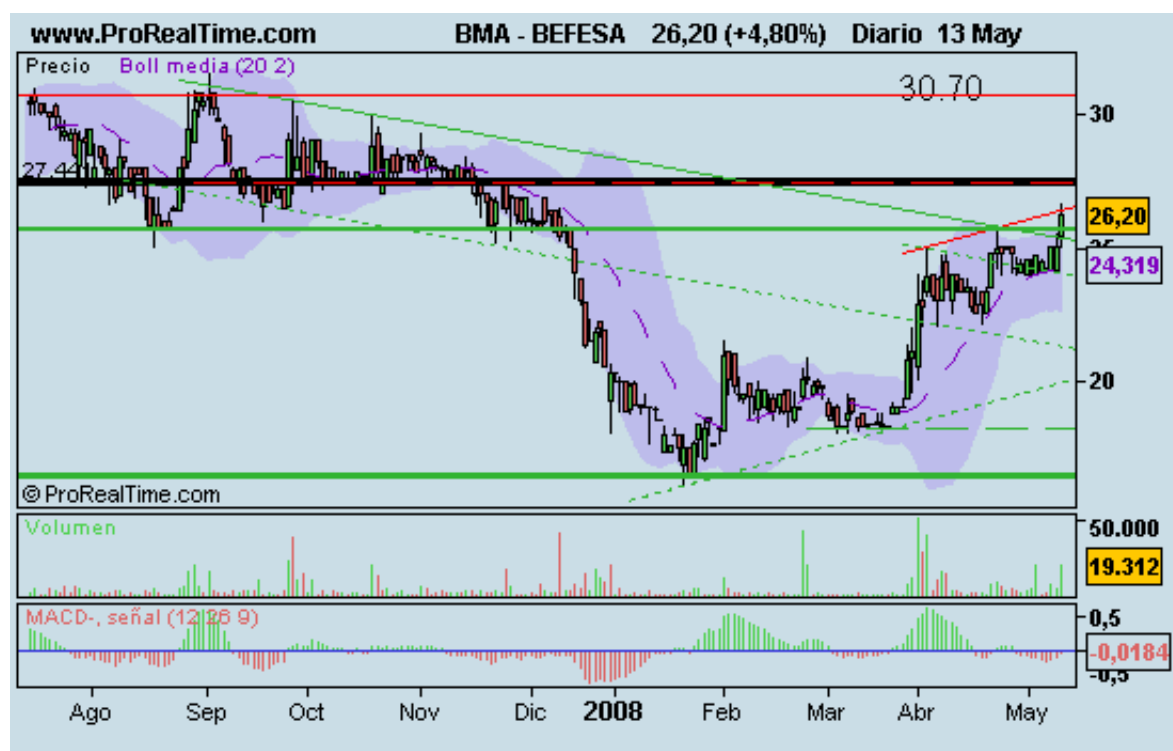 www.ProRealTime.com BMA - BEFESA 26,20 (+4,80%) Diario 13 May
Precio Boll media (20 2)
30.70
30
27.44
26,20
25
24,319
20
© ProRealTime.com
Volumen
50.000
19.312
MACD-, señal (12 26 9)
0,5
-0,0184
-0,5
Ago Sep Oct Nov Dic 2008 Feb Mar Abr May